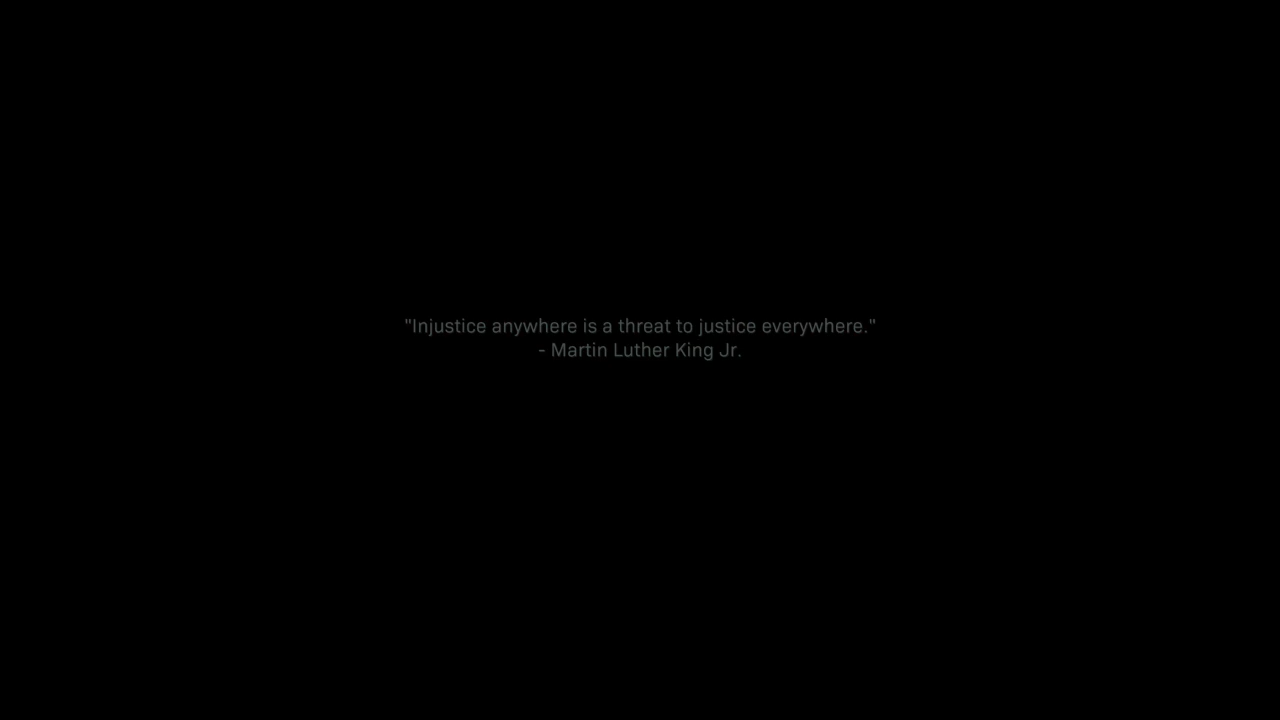 "Injustice anywhere is a threat to justice everywhere."
- Martin Luther King Jr.